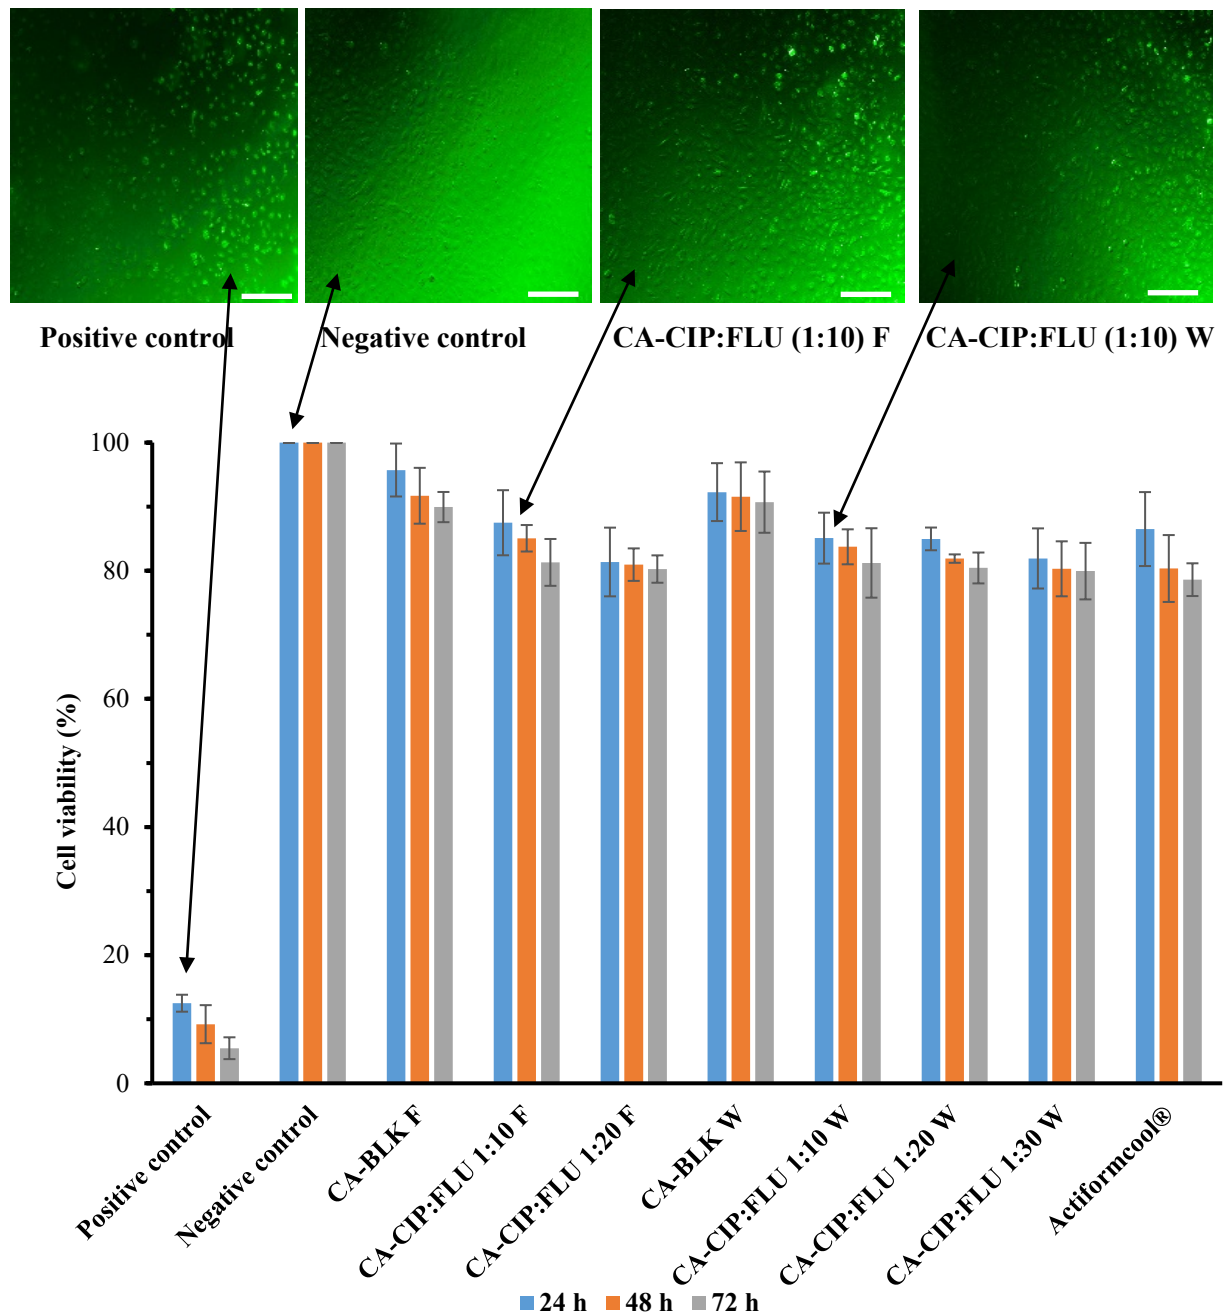 Positive control Negative control CA-CIP:FLU (1:10) F CA-CIP:FLU (1:10) W
100
80
60
40
20
0
Cell viability (%)
Positive control
Negative control
CA-BLK F
CA-CIP:FLU 1:10 F
CA-CIP:FLU 1:20 F
CA-BLK W
CA-CIP:FLU 1:10 W
CA-CIP:FLU 1:20 W
CA-CIP:FLU 1:30 W
Actiformcool®
24 h 48 h 72 h